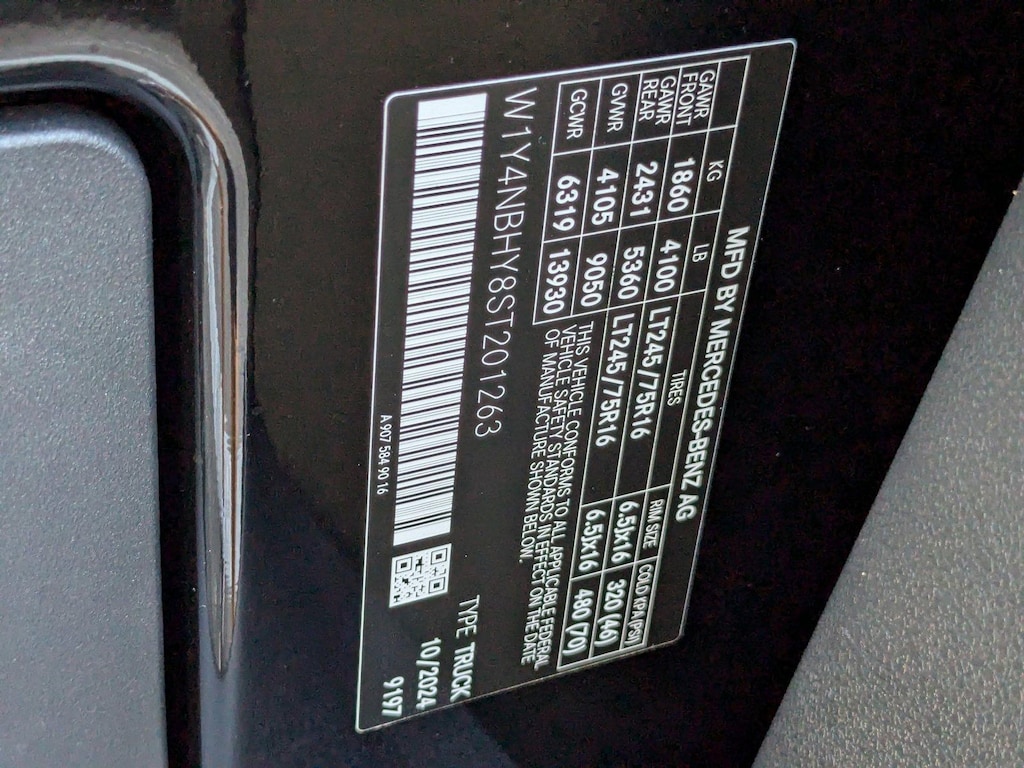 MFD BY MERCEDES-BENZ AG
KG LB TIRES RIM SIZE COLD KPA(PSI)
GAWR FRONT 1860 4100 LT245/75R16 6.5Jx16 320(46)
GAWR REAR 2431 5360 LT245/75R16 6.5Jx16 480(70)
GVWR 4105 9050
GCWR 6319 13930
THIS VEHICLE CONFORMS TO ALL APPLICABLE FEDERAL
VEHICLE SAFETY STANDARDS IN EFFECT ON THE DATE
OF MANUFACTURE SHOWN BELOW.
W1Y4NBHY8ST201263
TYPE TRUCK
10/2024
9197
A 907 584 90 16